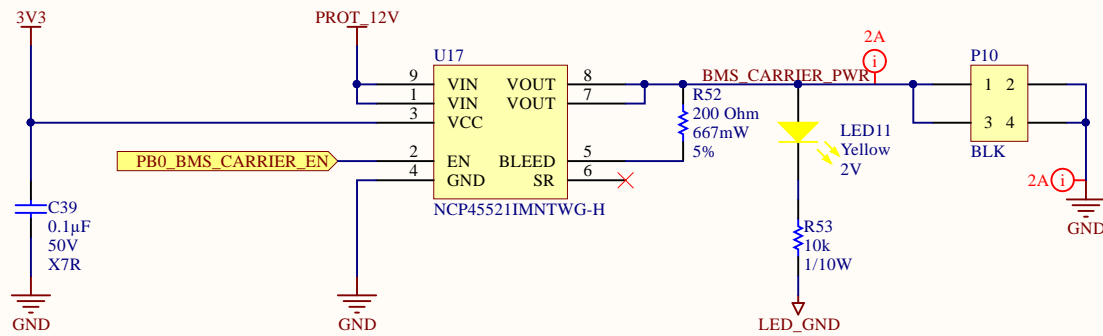 3V3
PROT_12V
2A
i
U17
P10
9
VIN
VOUT
8
BMS_CARRIER_PWR
1
2
1
VIN
VOUT
7
R52
200 Ohm
667mW
5%
3
VCC
3
4
LED11
Yellow
2V
BLK
PB0_BMS_CARRIER_EN
2
EN
BLEED
5
4
GND
SR
6
2A
i
NCP45521IMNTWG-H
C39
0.1µF
50V
X7R
R53
10k
1/10W
GND
GND
GND
LED_GND